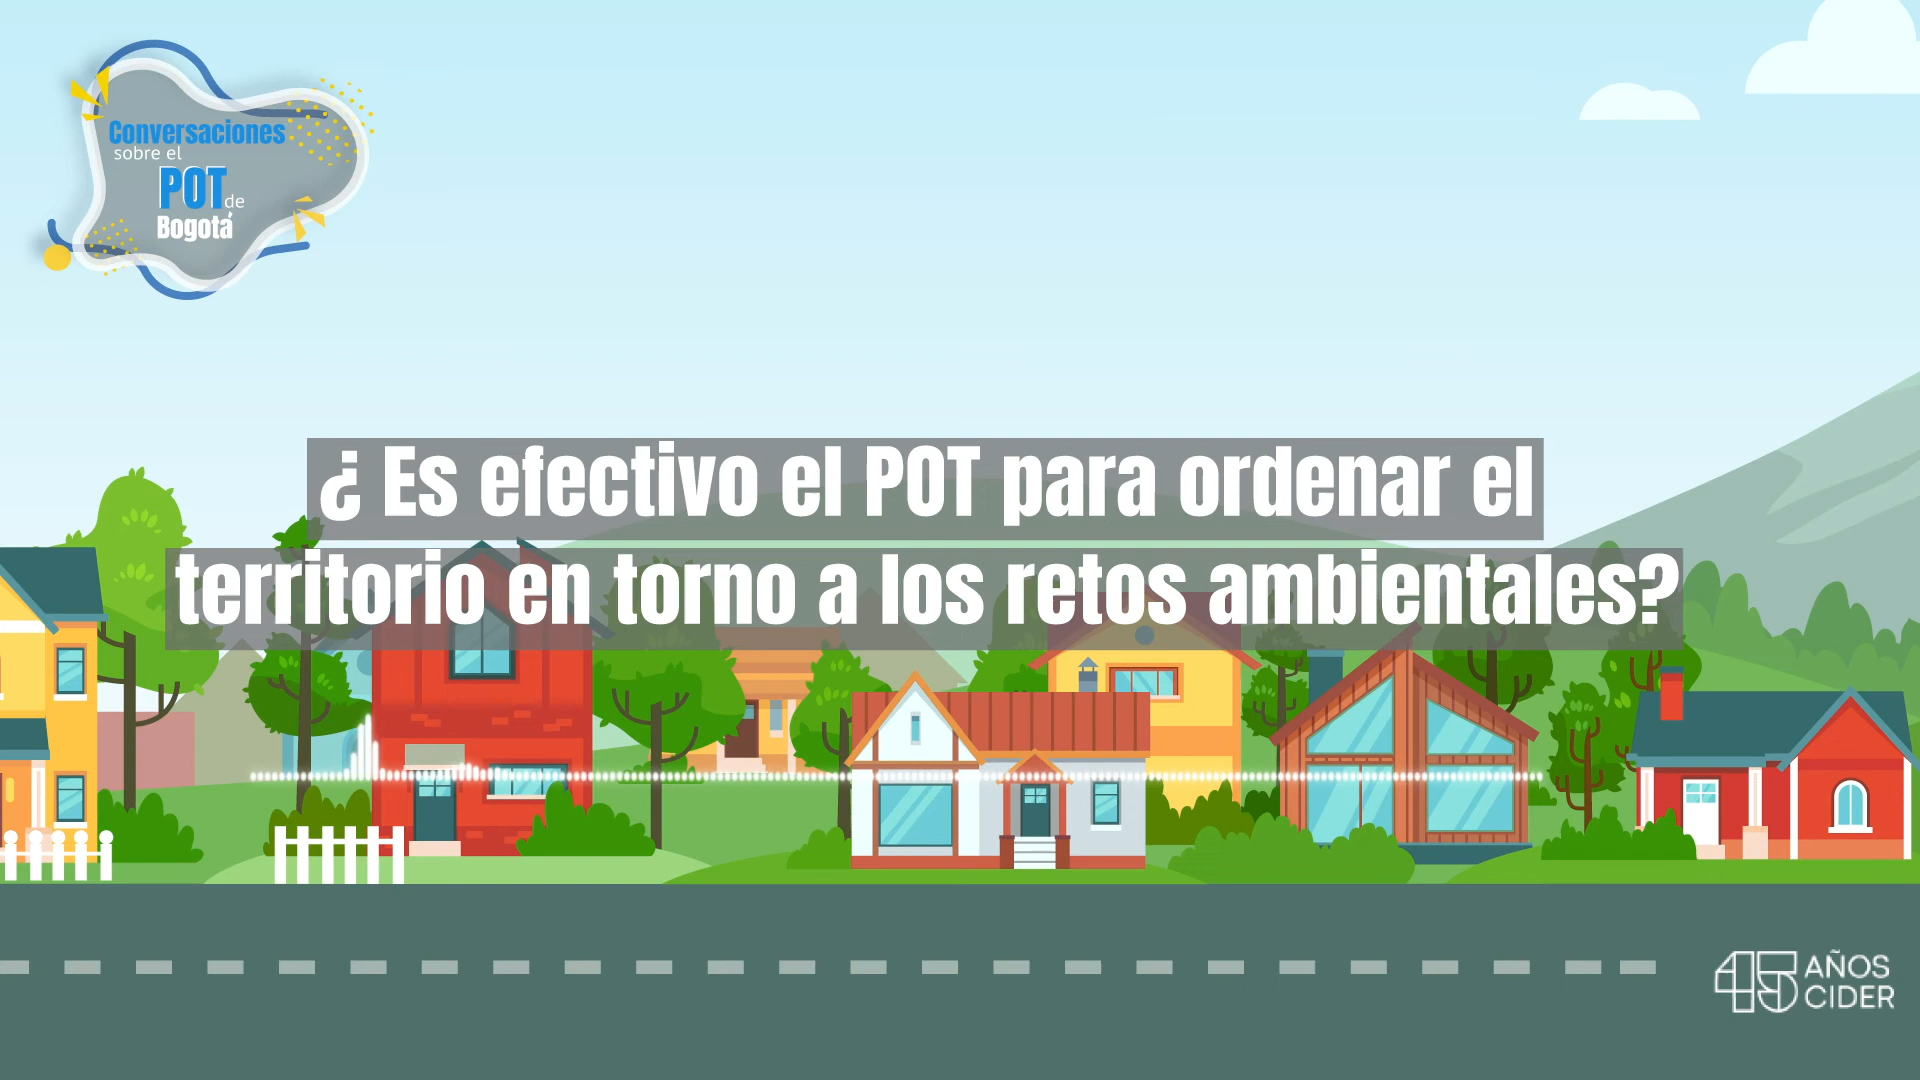 Conversaciones
sobre el
POT de
Bogotá
¿ Es efectivo el POT para ordenar el
territorio en torno a los retos ambientales?
45 AÑOS
CIDER